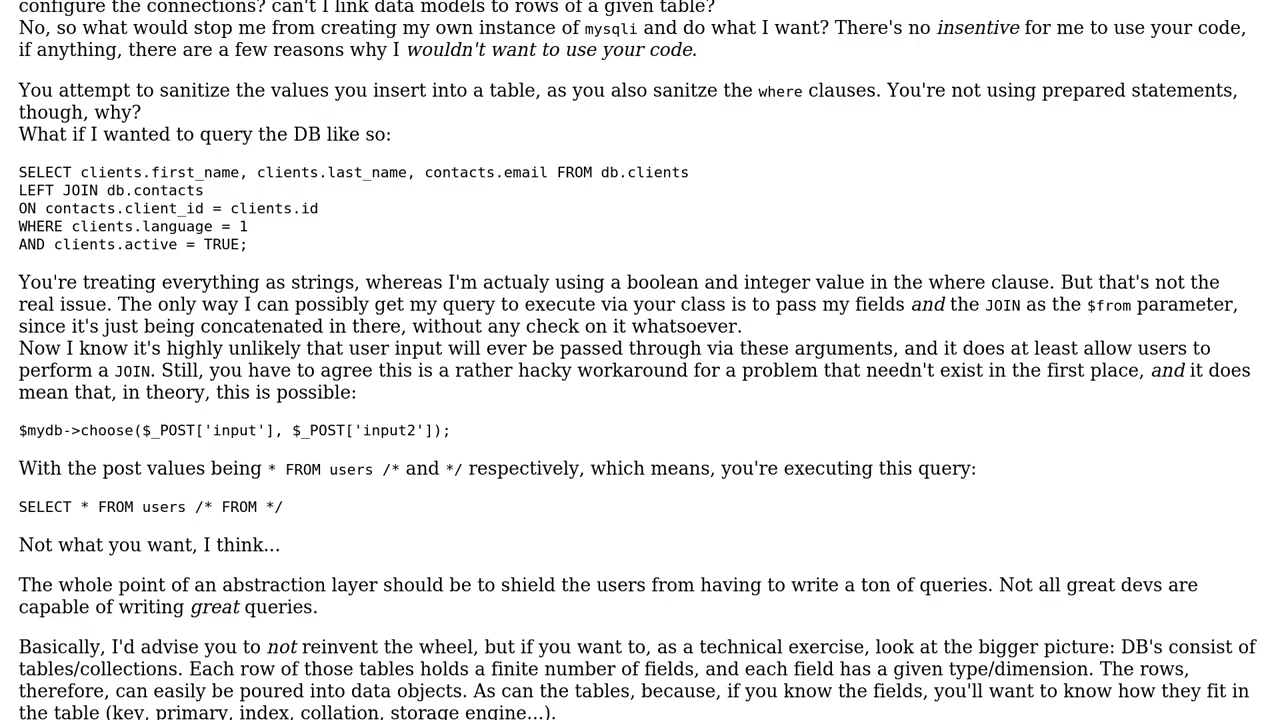 configure the connections? can't I link data models to rows of a given table?
No, so what would stop me from creating my own instance of mysqli and do what I want? There's no insentive for me to use your code,
if anything, there are a few reasons why I wouldn't want to use your code.
You attempt to sanitize the values you insert into a table, as you also sanitze the where clauses. You're not using prepared statements,
though, why?
What if I wanted to query the DB like so:
SELECT clients.first_name, clients.last_name, contacts.email FROM db.clients
LEFT JOIN db.contacts
ON contacts.client_id = clients.id
WHERE clients.language = 1
AND clients.active = TRUE;
You're treating everything as strings, whereas I'm actualy using a boolean and integer value in the where clause. But that's not the
real issue. The only way I can possibly get my query to execute via your class is to pass my fields and the JOIN as the $from parameter,
since it's just being concatenated in there, without any check on it whatsoever.
Now I know it's highly unlikely that user input will ever be passed through via these arguments, and it does at least allow users to
perform a JOIN. Still, you have to agree this is a rather hacky workaround for a problem that needn't exist in the first place, and it does
mean that, in theory, this is possible:
$mydb->choose($_POST['input'], $_POST['input2']);
With the post values being * FROM users /* and */ respectively, which means, you're executing this query:
SELECT * FROM users /* FROM */
Not what you want, I think...
The whole point of an abstraction layer should be to shield the users from having to write a ton of queries. Not all great devs are
capable of writing great queries.
Basically, I'd advise you to not reinvent the wheel, but if you want to, as a technical exercise, look at the bigger picture: DB's consist of
tables/collections. Each row of those tables holds a finite number of fields, and each field has a given type/dimension. The rows,
therefore, can easily be poured into data objects. As can the tables, because, if you know the fields, you'll want to know how they fit in
the table (key, primary, index, collation, storage engine...).